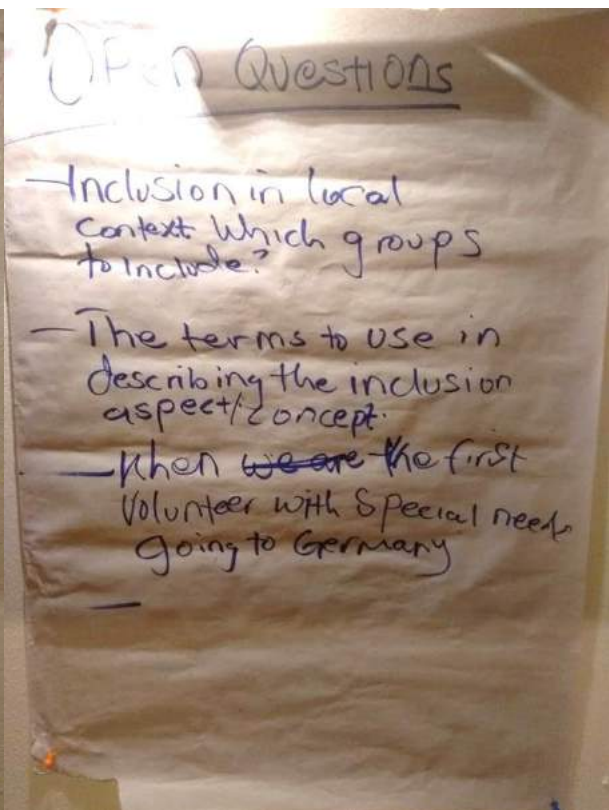 Open Questions
- Inclusion in local
context Which groups
to include?
- The terms to use in
describing the inclusion
aspect/concept.
- When we are the first
Volunteer with Special needs
going to Germany
-